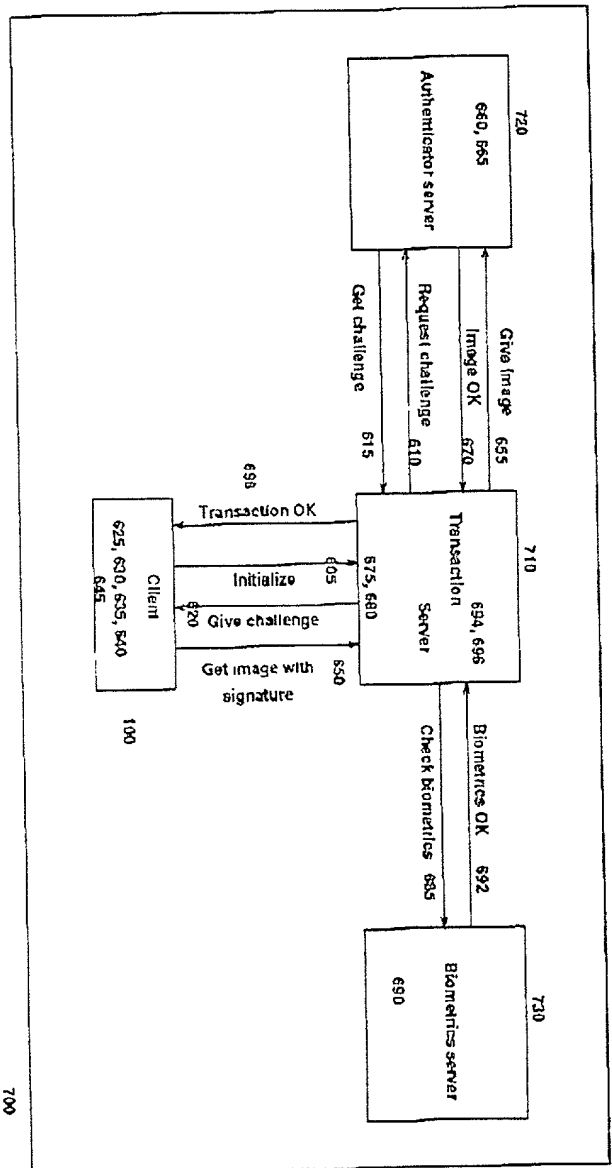 720
660, 665
Authenticator server
Give image
655
Image OK
670
Request challenge
610
Get challenge
615
710
694, 696
Transaction
Server
675, 680
698
Transaction OK
Initialize
605
Give challenge
620
Get image with
signature
650
Client
625, 630, 635, 640
645
100
Biometrics OK
692
Check biometrics
685
730
Biometrics server
690
700